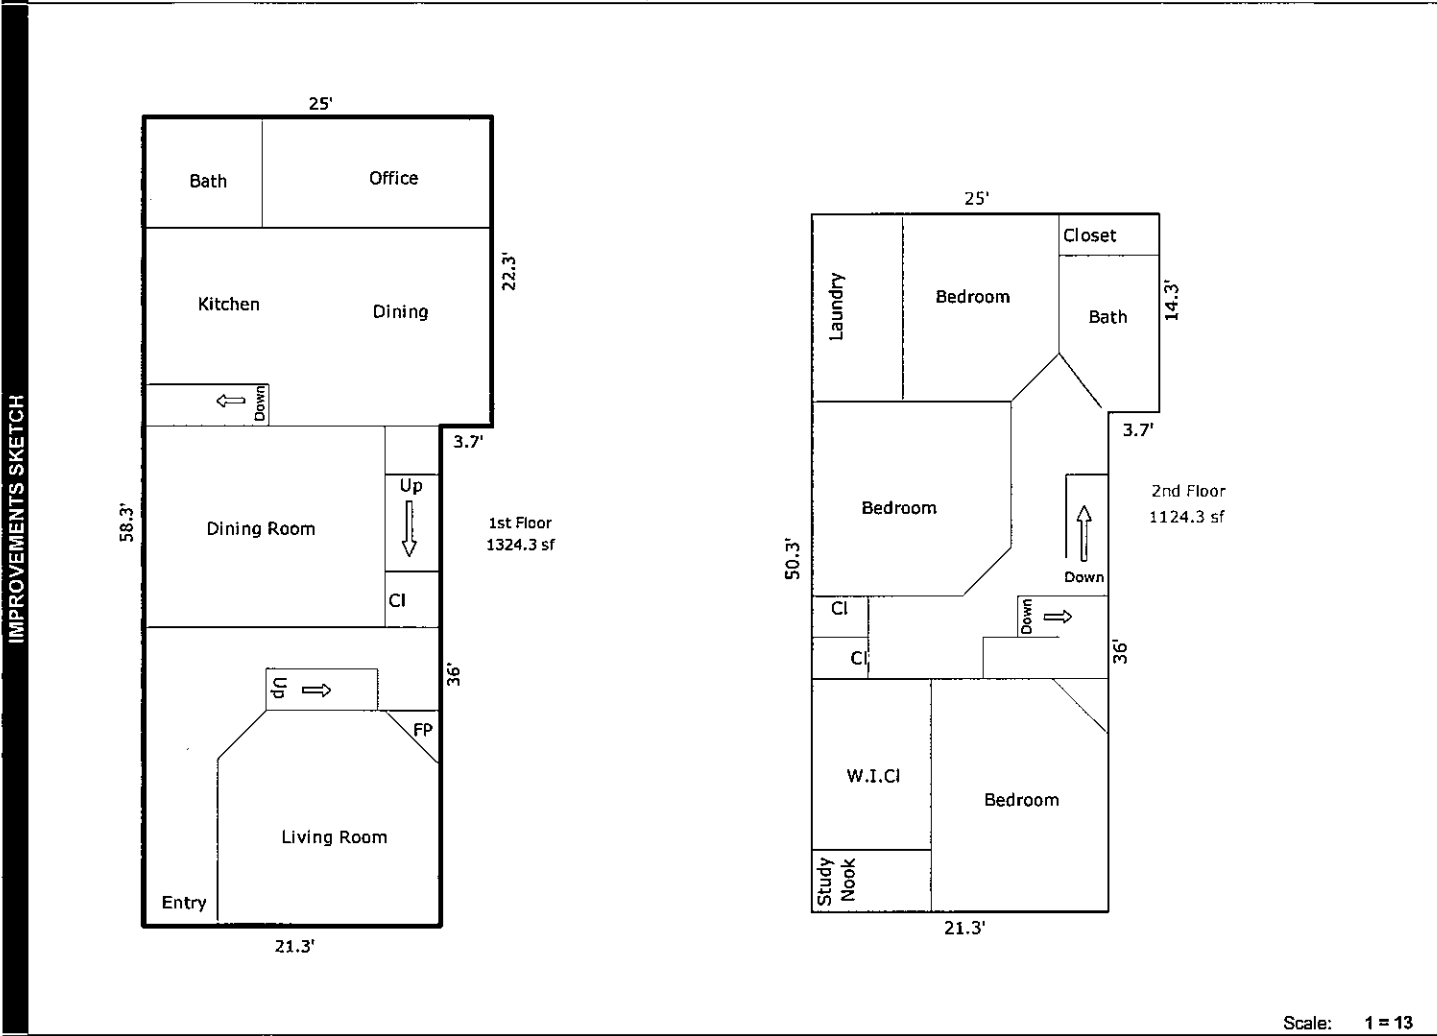 IMPROVEMENTS SKETCH
25'
Bath
Office
Kitchen
Dining
22.3'
Down
3.7'
Up
Dining Room
58.3'
1st Floor
1324.3 sf
Cl
36'
Up
FP
Living Room
Entry
21.3'
25'
Closet
Laundry
Bedroom
Bath
14.3'
3.7'
Bedroom
2nd Floor
1124.3 sf
50.3'
Down
Cl
Down
Cl
36'
W.I.Cl
Bedroom
Study
Nook
21.3'
Scale: 1 = 13